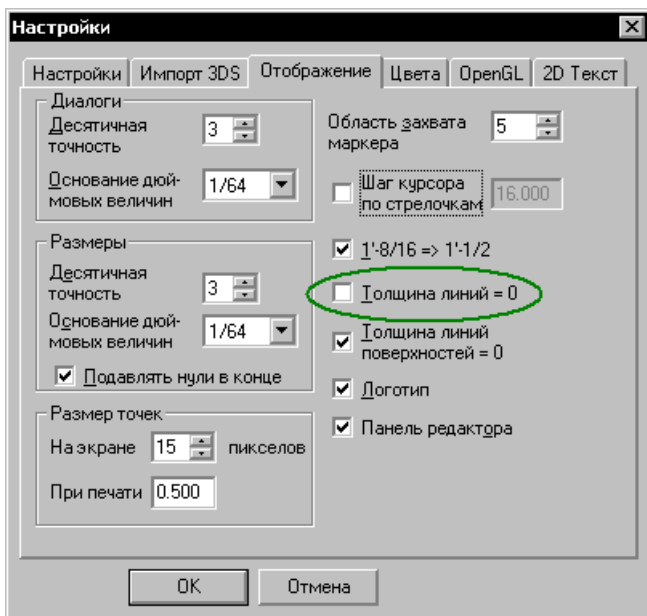 Настройки
Настройки
Импорт 3DS
Отображение
Цвета
OpenGL
2D Текст
Диалоги
Десятичная
точность
3
Основание дюй-
мовых величин
1/64
Размеры
Десятичная
точность
3
Основание дюй-
мовых величин
1/64
Подавлять нули в конце
Размер точек
На экране 15 пикселов
При печати 0.500
Область захвата
маркера
5
Шаг курсора
по стрелочкам
16.000
1'-8/16 => 1'-1/2
Толщина линий = 0
Толщина линий
поверхностей = 0
Логотип
Панель редактора
OK
Отмена